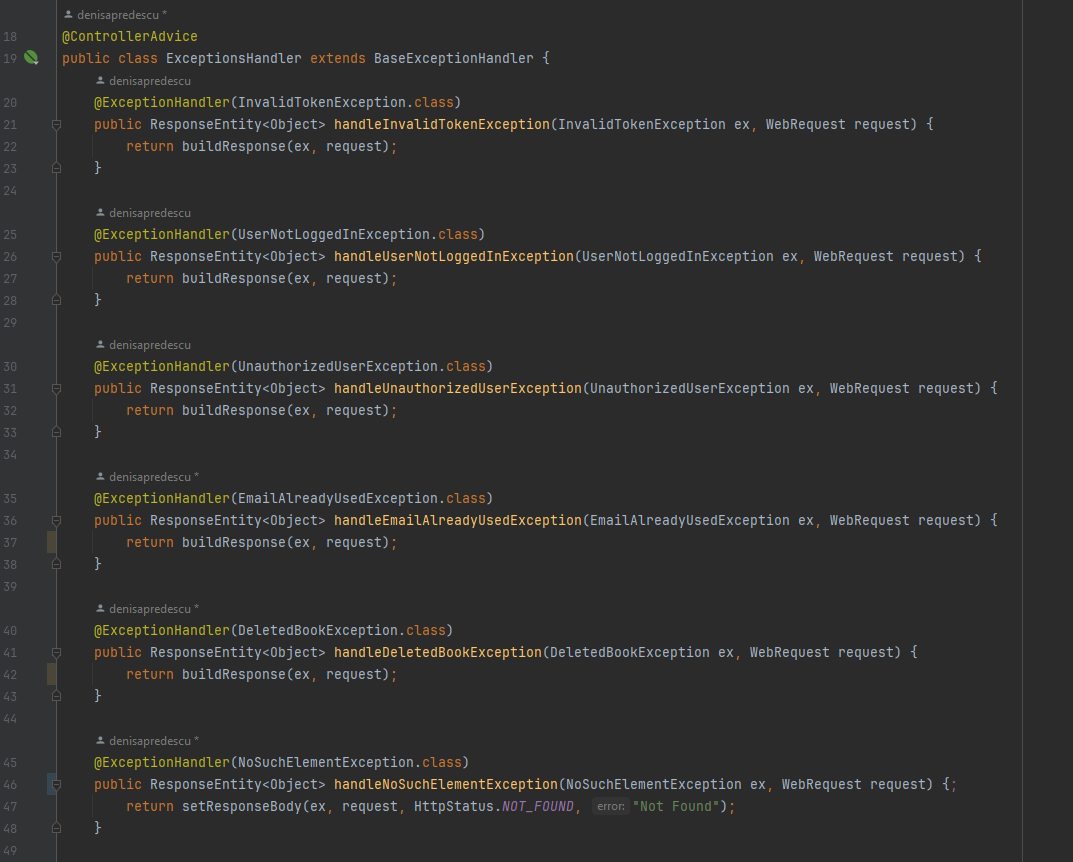 denisapredescu *
18 @ControllerAdvice
19 public class ExceptionsHandler extends BaseExceptionHandler {
denisapredescu
20 @ExceptionHandler(InvalidTokenException.class)
21 public ResponseEntity<Object> handleInvalidTokenException(InvalidTokenException ex, WebRequest request) {
22 return buildResponse(ex, request);
23 }
24
denisapredescu
25 @ExceptionHandler(UserNotLoggedInException.class)
26 public ResponseEntity<Object> handleUserNotLoggedInException(UserNotLoggedInException ex, WebRequest request) {
27 return buildResponse(ex, request);
28 }
29
denisapredescu
30 @ExceptionHandler(UnauthorizedUserException.class)
31 public ResponseEntity<Object> handleUnauthorizedUserException(UnauthorizedUserException ex, WebRequest request) {
32 return buildResponse(ex, request);
33 }
34
denisapredescu *
35 @ExceptionHandler(EmailAlreadyUsedException.class)
36 public ResponseEntity<Object> handleEmailAlreadyUsedException(EmailAlreadyUsedException ex, WebRequest request) {
37 return buildResponse(ex, request);
38 }
39
denisapredescu *
40 @ExceptionHandler(DeletedBookException.class)
41 public ResponseEntity<Object> handleDeletedBookException(DeletedBookException ex, WebRequest request) {
42 return buildResponse(ex, request);
43 }
44
denisapredescu *
45 @ExceptionHandler(NoSuchElementException.class)
46 public ResponseEntity<Object> handleNoSuchElementException(NoSuchElementException ex, WebRequest request) {;
47 return setResponseBody(ex, request, HttpStatus.NOT_FOUND, error: "Not Found");
48 }
49